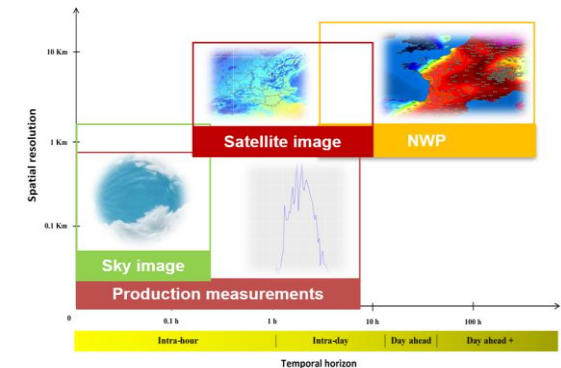 10 Km
Satellite image
NWP
1 Km
Spatial resolution
0.1 Km
Sky image
Production measurements
0
0.1 h
1 h
10 h
100 h
Intra-hour
Intra-day
Day ahead
Day ahead +
Temporal horizon